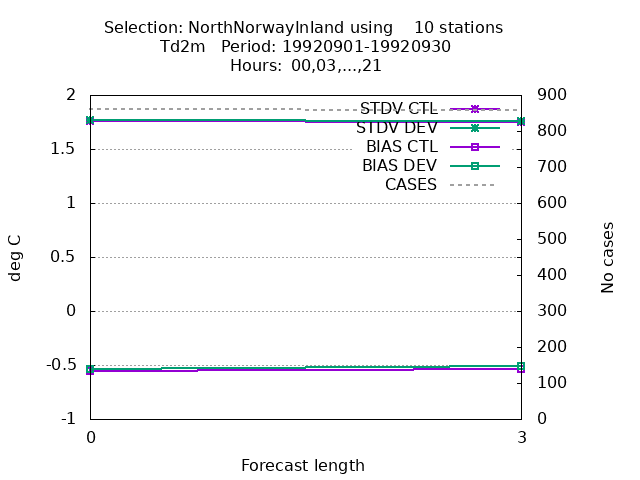 Selection: NorthNorwayInland using    10 stations
Td2m   Period: 19920901-19920930
Hours:  00,03,...,21
2
1.5
1
0.5
0
-0.5
-1
900
800
700
600
500
400
300
200
100
0
STDV CTL
STDV DEV
BIAS CTL
BIAS DEV
CASES
deg C
No cases
0
3
Forecast length